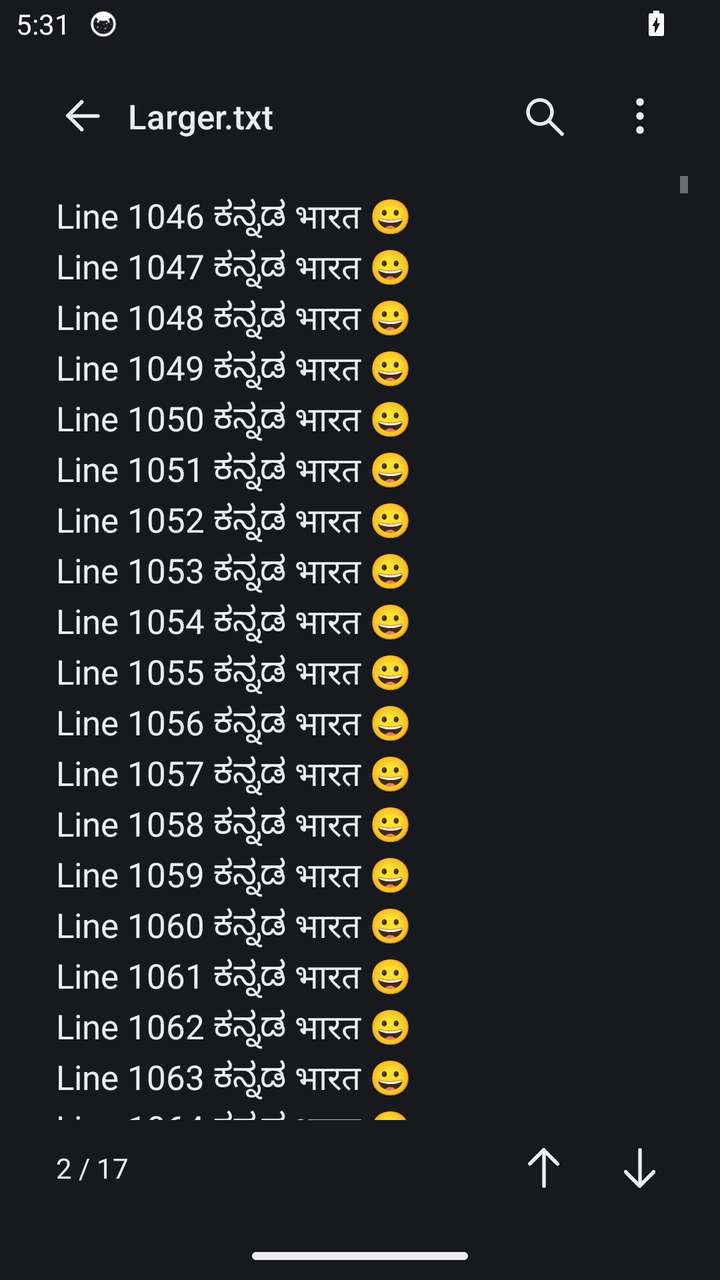 5:31
Larger.txt
Line 1046 ಕನ್ನಡ भारत 😀
Line 1047 ಕನ್ನಡ भारत 😀
Line 1048 ಕನ್ನಡ भारत 😀
Line 1049 ಕನ್ನಡ भारत 😀
Line 1050 ಕನ್ನಡ भारत 😀
Line 1051 ಕನ್ನಡ भारत 😀
Line 1052 ಕನ್ನಡ भारत 😀
Line 1053 ಕನ್ನಡ भारत 😀
Line 1054 ಕನ್ನಡ भारत 😀
Line 1055 ಕನ್ನಡ भारत 😀
Line 1056 ಕನ್ನಡ भारत 😀
Line 1057 ಕನ್ನಡ भारत 😀
Line 1058 ಕನ್ನಡ भारत 😀
Line 1059 ಕನ್ನಡ भारत 😀
Line 1060 ಕನ್ನಡ भारत 😀
Line 1061 ಕನ್ನಡ भारत 😀
Line 1062 ಕನ್ನಡ भारत 😀
Line 1063 ಕನ್ನಡ भारत 😀
2 / 17